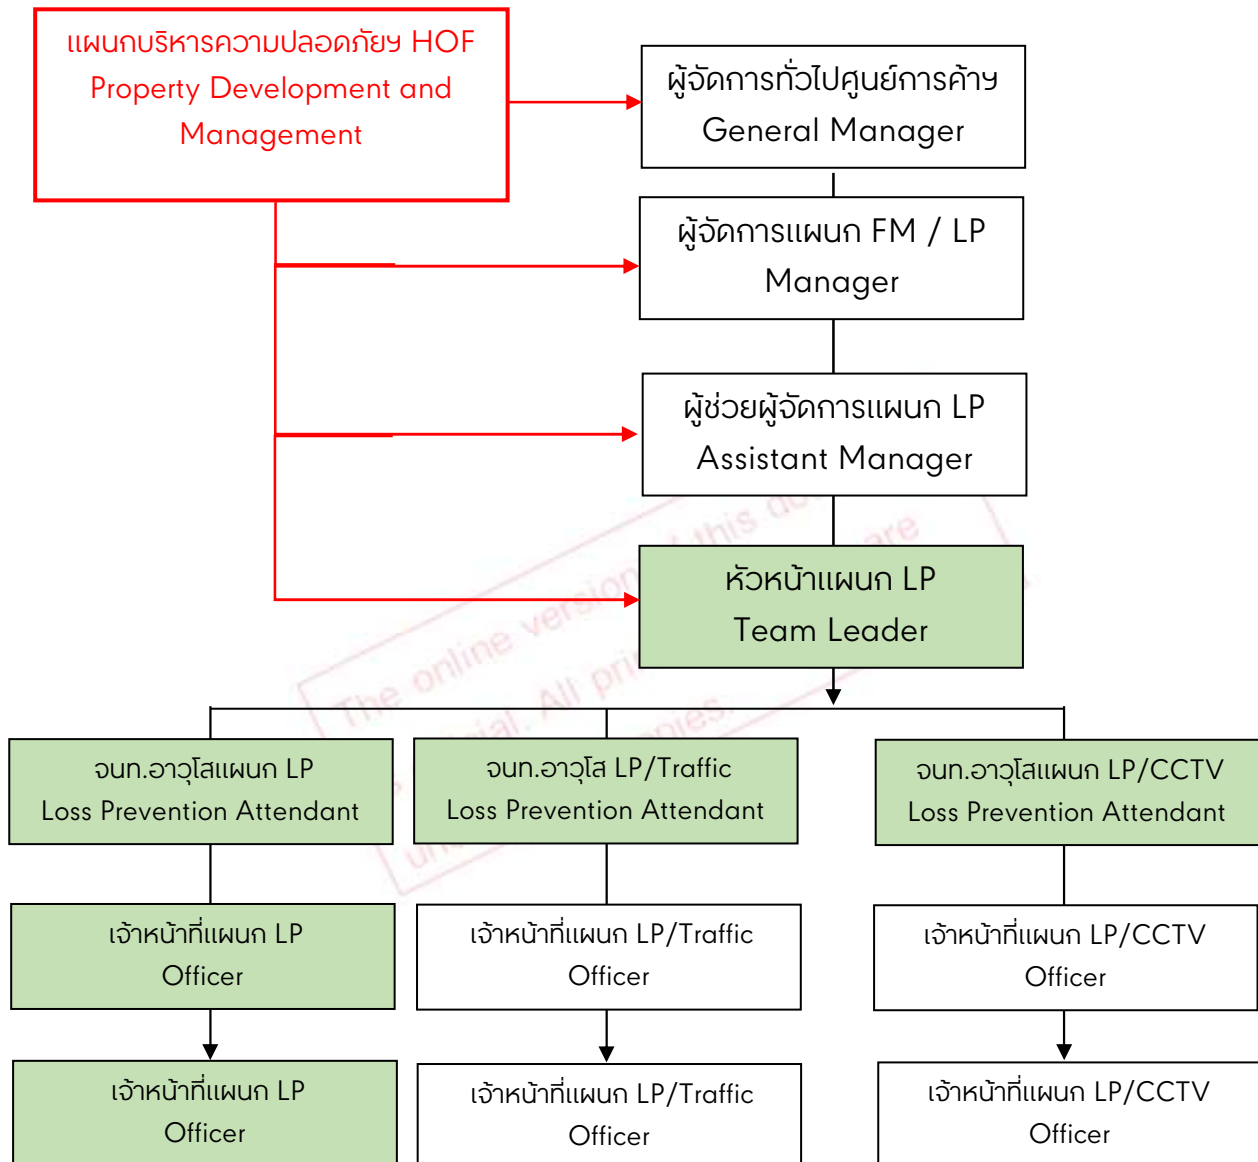 แผนกบริหารความปลอดภัยฯ HOF
Property Development and
Management
ผู้จัดการทั่วไปศูนย์การค้าฯ
General Manager
ผู้จัดการแผนก FM / LP
Manager
ผู้ช่วยผู้จัดการแผนก LP
Assistant Manager
หัวหน้าแผนก LP
Team Leader
The online version this
are
All
จนท.อาวุโสแผนก LP
Loss Prevention Attendant
จนท.อาวุโส LP/Traffic
Loss Prevention Attendant
จนท.อาวุโสแผนก LP/CCTV
Loss Prevention Attendant
เจ้าหน้าที่แผนก LP
Officer
เจ้าหน้าที่แผนก LP/Traffic
Officer
เจ้าหน้าที่แผนก LP/CCTV
Officer
เจ้าหน้าที่แผนก LP
Officer
เจ้าหน้าที่แผนก LP/Traffic
Officer
เจ้าหน้าที่แผนก LP/CCTV
Officer